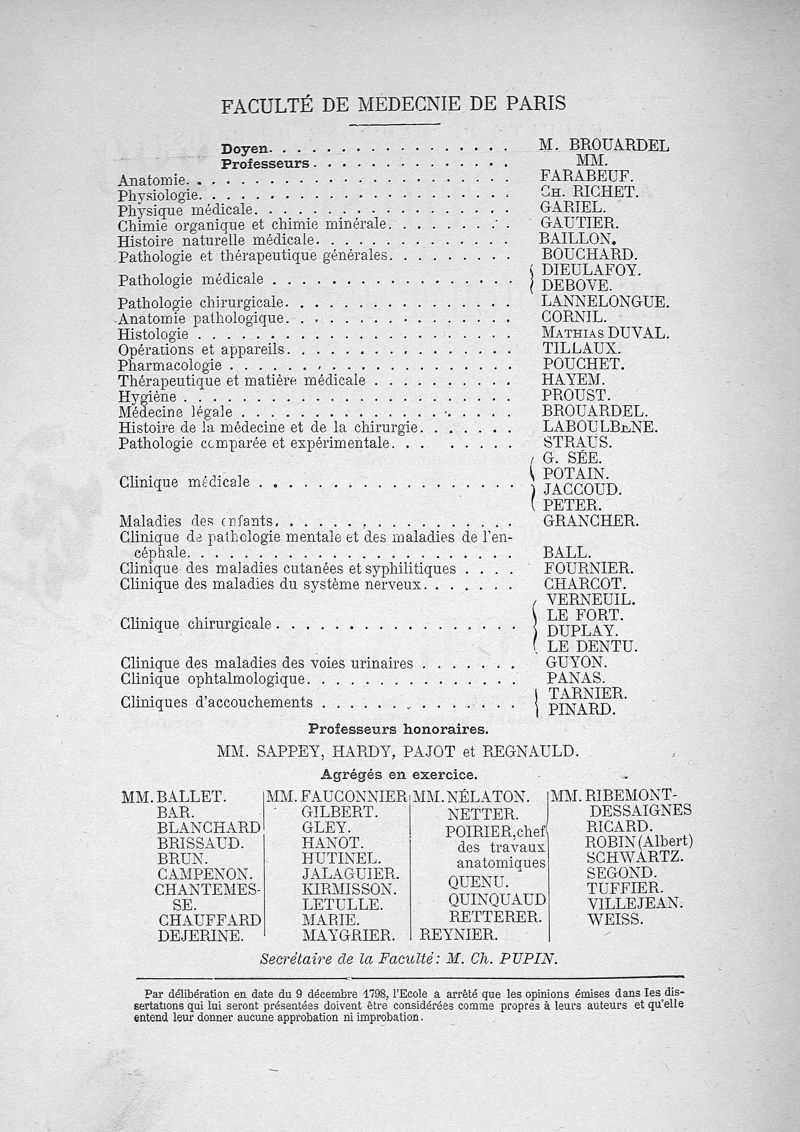 FACULTÉ DE MEDECNIE DE PARIS
Doyen. . . . . . . . . . . . . . . . M. BROUARDEL
Professeurs . . . . . . . . . . . . . MM.
Anatomie. . . . . . . . . . . . . . . . . . . FARABEUF.
Physiologie. . . . . . . . . . . . . . . . . . CH. RICHET.
Physique médicale. . . . . . . . . . . . . . . GARIEL.
Chimie organique et chimie minérale. . . . . . . . GAUTIER.
Histoire naturelle médicale. . . . . . . . . . . . BAILLON.
Pathologie et thérapeutique générales. . . . . . . . BOUCHARD.
Pathologie médicale . . . . . . . . . . . . . . DIEULAFOY.
DEBOVE.
Pathologie chirurgicale. . . . . . . . . . . . . . LANNELONGUE.
Anatomie pathologique. . . . . . . . . . . . . . CORNIL.
Histologie . . . . . . . . . . . . . . . . . . MATHIAS DUVAL.
Opérations et appareils. . . . . . . . . . . . . . TILLAUX.
Pharmacologie . . . . . . . . . . . . . . . . . POUCHET.
Thérapeutique et matière médicale . . . . . . . . . HAYEM.
Hygiène . . . . . . . . . . . . . . . . . . . PROUST.
Médecine légale . . . . . . . . . . . . . . . . BROUARDEL.
Histoire de la médecine et de la chirurgie. . . . . . . LABOULBENE.
Pathologie comparée et expérimentale. . . . . . . . STRAUS.
Clinique médicale . . . . . . . . . . . . . . . G. SÉE.
POTAIN.
JACCOUD.
PETER.
Maladies des enfants. . . . . . . . . . . . . . . GRANCHER.
Clinique de pathologie mentale et des maladies de l'en-
céphale. . . . . . . . . . . . . . . . . . . BALL.
Clinique des maladies cutanées et syphilitiques . . . . FOURNIER.
Clinique des maladies du système nerveux. . . . . . . CHARCOT.
Clinique chirurgicale . . . . . . . . . . . . . . VERNEUIL.
LE FORT.
DUPLAY.
LE DENTU.
Clinique des maladies des voies urinaires . . . . . . . GUYON.
Clinique ophtalmologique. . . . . . . . . . . . . PANAS.
Cliniques d'accouchements . . . . . . . . . . . . TARNIER.
PINARD.
Professeurs honoraires.
MM. SAPPEY, HARDY, PAJOT et REGNAULD.
Agrégés en exercice.
MM. BALLET.
BAR.
BLANCHARD
BRISSAUD.
BRUN.
CAMPENON.
CHANTEMES-
SE.
CHAUFFARD
DEJERINE.
MM. FAUCONNIER
GILBERT.
GLEY.
HANOT.
HUTINEL.
JALAGUIER.
KIRMISSON.
LETULLE.
MARIE.
MAYGRIER.
MM. NÉLATON.
NETTER.
POIRIER, chef
des travaux
anatomiques
QUENU.
QUINQUAUD
RETTERER.
REYNIER.
MM. RIBEMONT-
DESSAIGNES
RICARD.
ROBIN (Albert)
SCHWARTZ.
SEGOND.
TUFFIER.
VILLEJEAN.
WEISS.
Secrétaire de la Faculté: M. Ch. PUPIN.
Par délibération en date du 9 décembre 1798, l'Ecole a arrêté que les opinions émises dans les dis-
sertations qui lui seront présentées doivent être considérées comme propres à leurs auteurs et qu'elle
entend leur donner aucune approbation ni improbation.